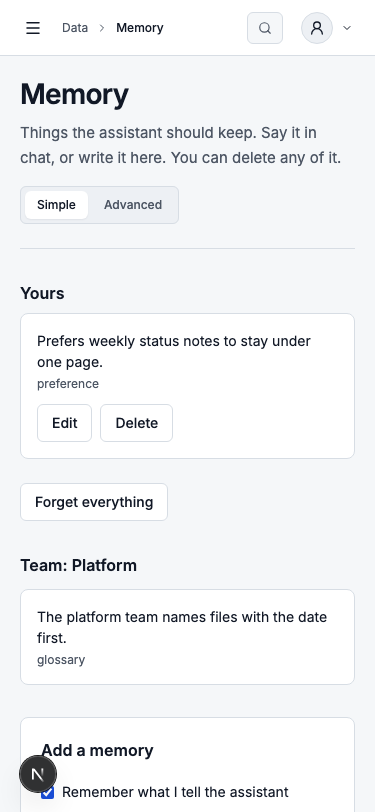 Data
Memory
Memory
Things the assistant should keep. Say it in
chat, or write it here. You can delete any of it.
Simple
Advanced
Yours
Prefers weekly status notes to stay under
one page.
preference
Edit
Delete
Forget everything
Team: Platform
The platform team names files with the date
first.
glossary
Add a memory
N
Remember what I tell the assistant